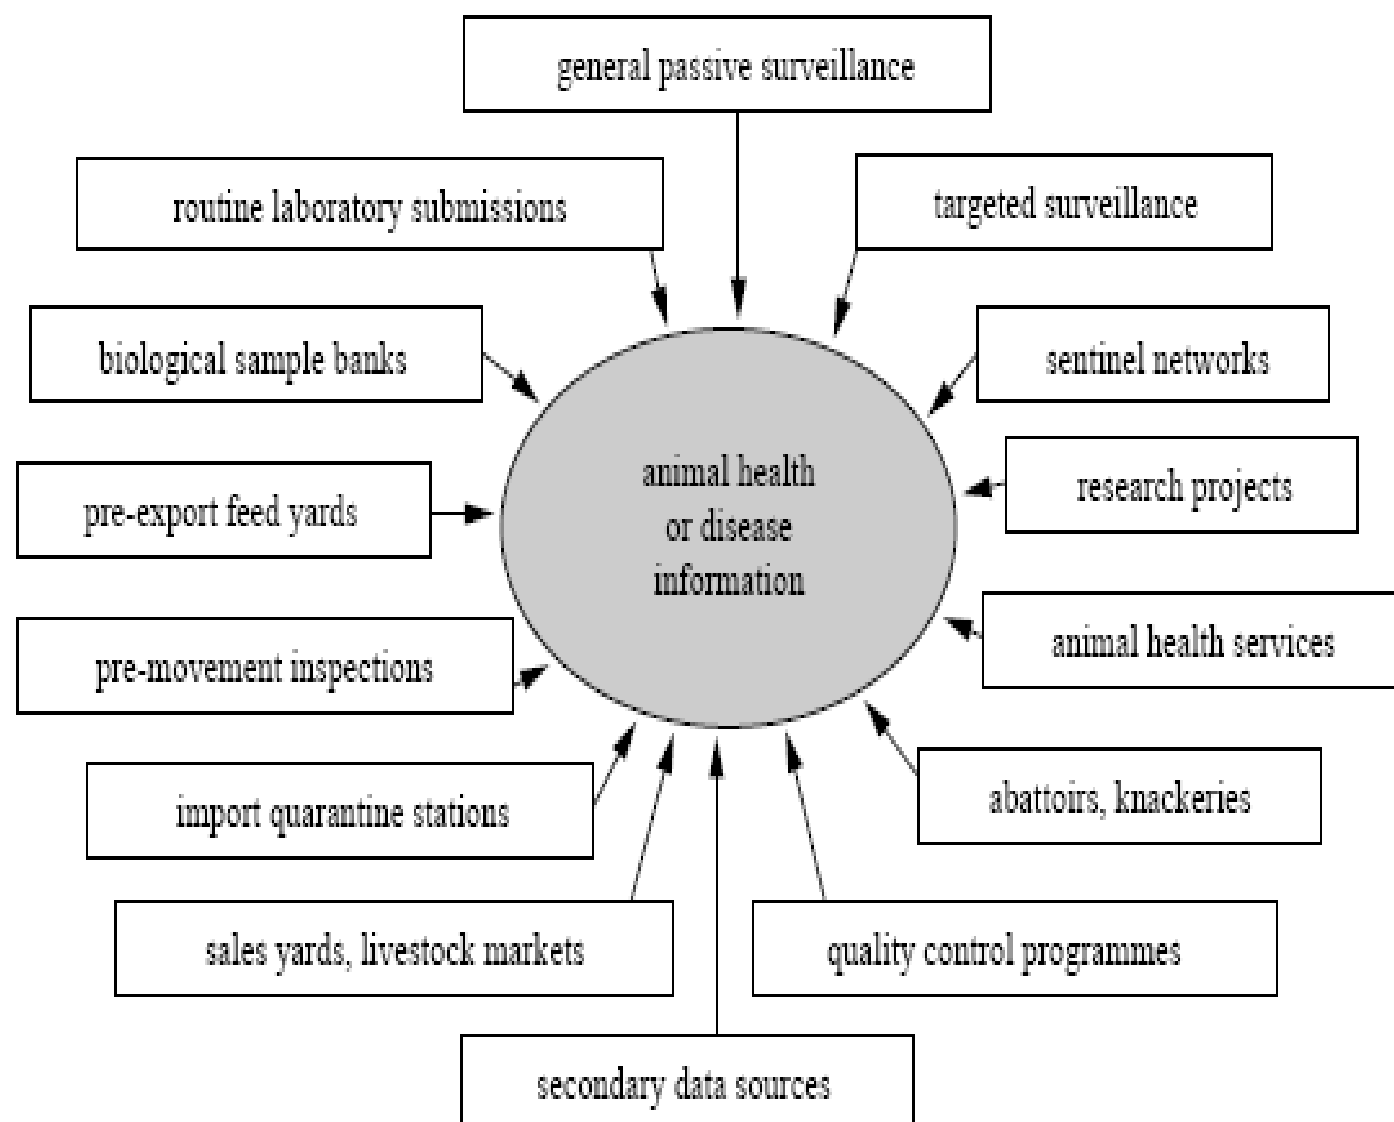 general passive surveillance
routine laboratory submissions
targeted surveillance
biological sample banks
sentinel networks
animal health
or disease
information
research projects
pre-export feed yards
animal health services
pre-movement inspections
import quarantine stations
abattoirs, knackeries
sales yards, livestock markets
quality control programmes
secondary data sources